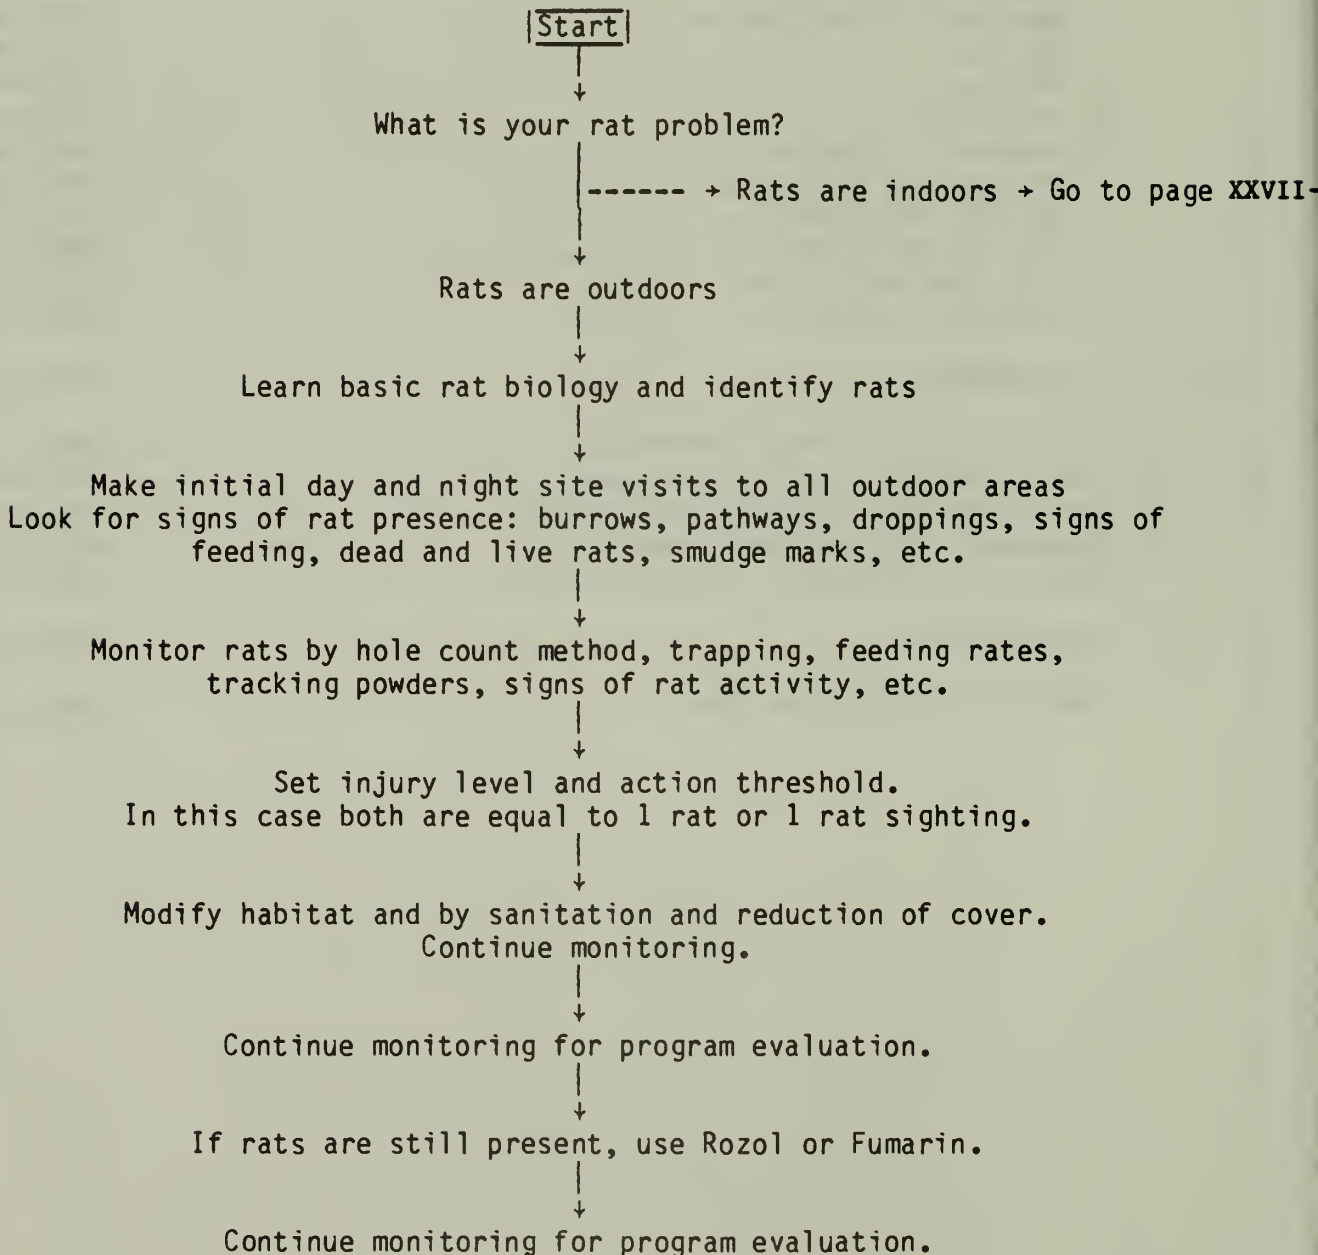 Start
What is your rat problem?
------ → Rats are indoors → Go to page XXVII-
Rats are outdoors
Learn basic rat biology and identify rats
Make initial day and night site visits to all outdoor areas
Look for signs of rat presence: burrows, pathways, droppings, signs of
feeding, dead and live rats, smudge marks, etc.
Monitor rats by hole count method, trapping, feeding rates,
tracking powders, signs of rat activity, etc.
Set injury level and action threshold.
In this case both are equal to 1 rat or 1 rat sighting.
Modify habitat and by sanitation and reduction of cover.
Continue monitoring.
Continue monitoring for program evaluation.
If rats are still present, use Rozol or Fumarin.
Continue monitoring for program evaluation.